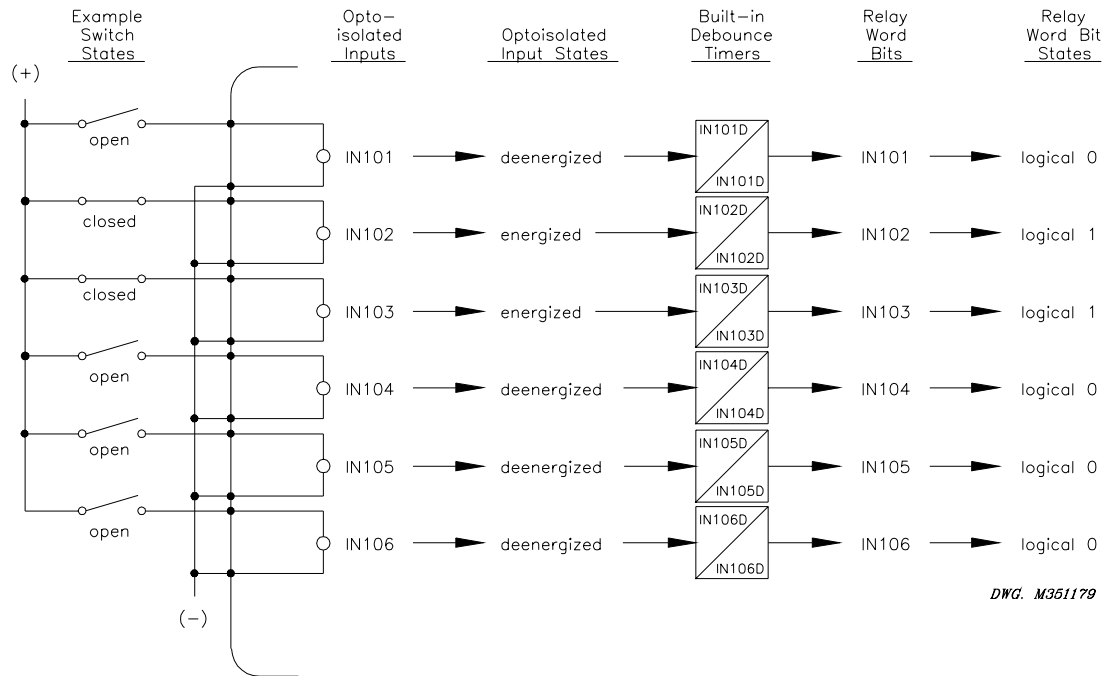 Example
Switch
States
Opto-
isolated
Inputs
Optoisolated
Input States
Built-in
Debounce
Timers
Relay
Word
Bits
Relay
Word Bit
States
(+)
open
IN101
deenergized
IN101D
IN101D
IN101
logical 0
closed
IN102
energized
IN102D
IN102D
IN102
logical 1
closed
IN103
energized
IN103D
IN103D
IN103
logical 1
open
IN104
deenergized
IN104D
IN104D
IN104
logical 0
open
IN105
deenergized
IN105D
IN105D
IN105
logical 0
open
IN106
deenergized
IN106D
IN106D
IN106
logical 0
DWG. M351179
(-)